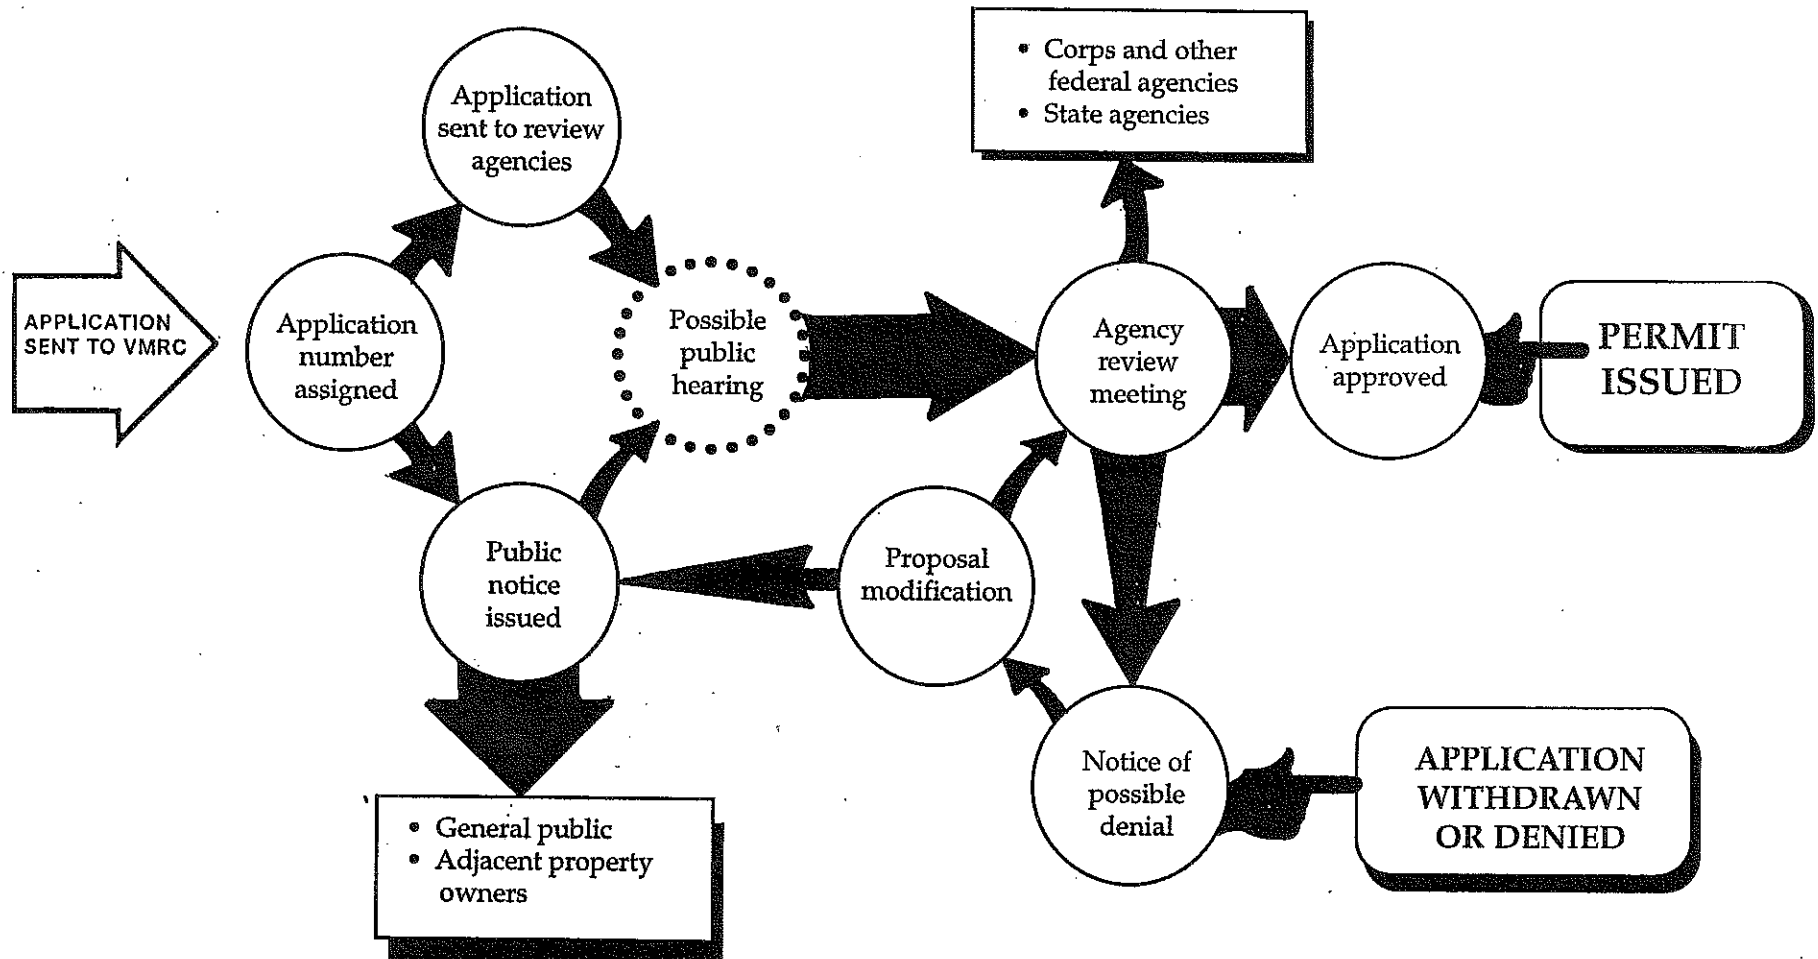 APPLICATION
SENT TO VMRC
Application
number
assigned
Application
sent to review
agencies
Public
notice
issued
• General public
• Adjacent property
owners
Possible
public
hearing
• Corps and other
federal agencies
• State agencies
Agency
review
meeting
Application
approved
PERMIT
ISSUED
Proposal
modification
Notice of
possible
denial
APPLICATION
WITHDRAWN
OR DENIED